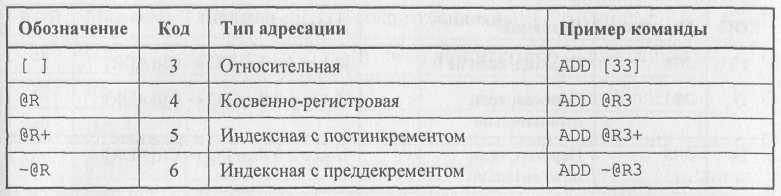 Обозначение Код Тип адресации Пример команды
[ ] 3 Относительная ADD [33]
@R 4 Косвенно-регистровая ADD @R3
@R+ 5 Индексная с постинкрементом ADD @R3+
-@R 6 Индексная с преддекрементом ADD -@R3